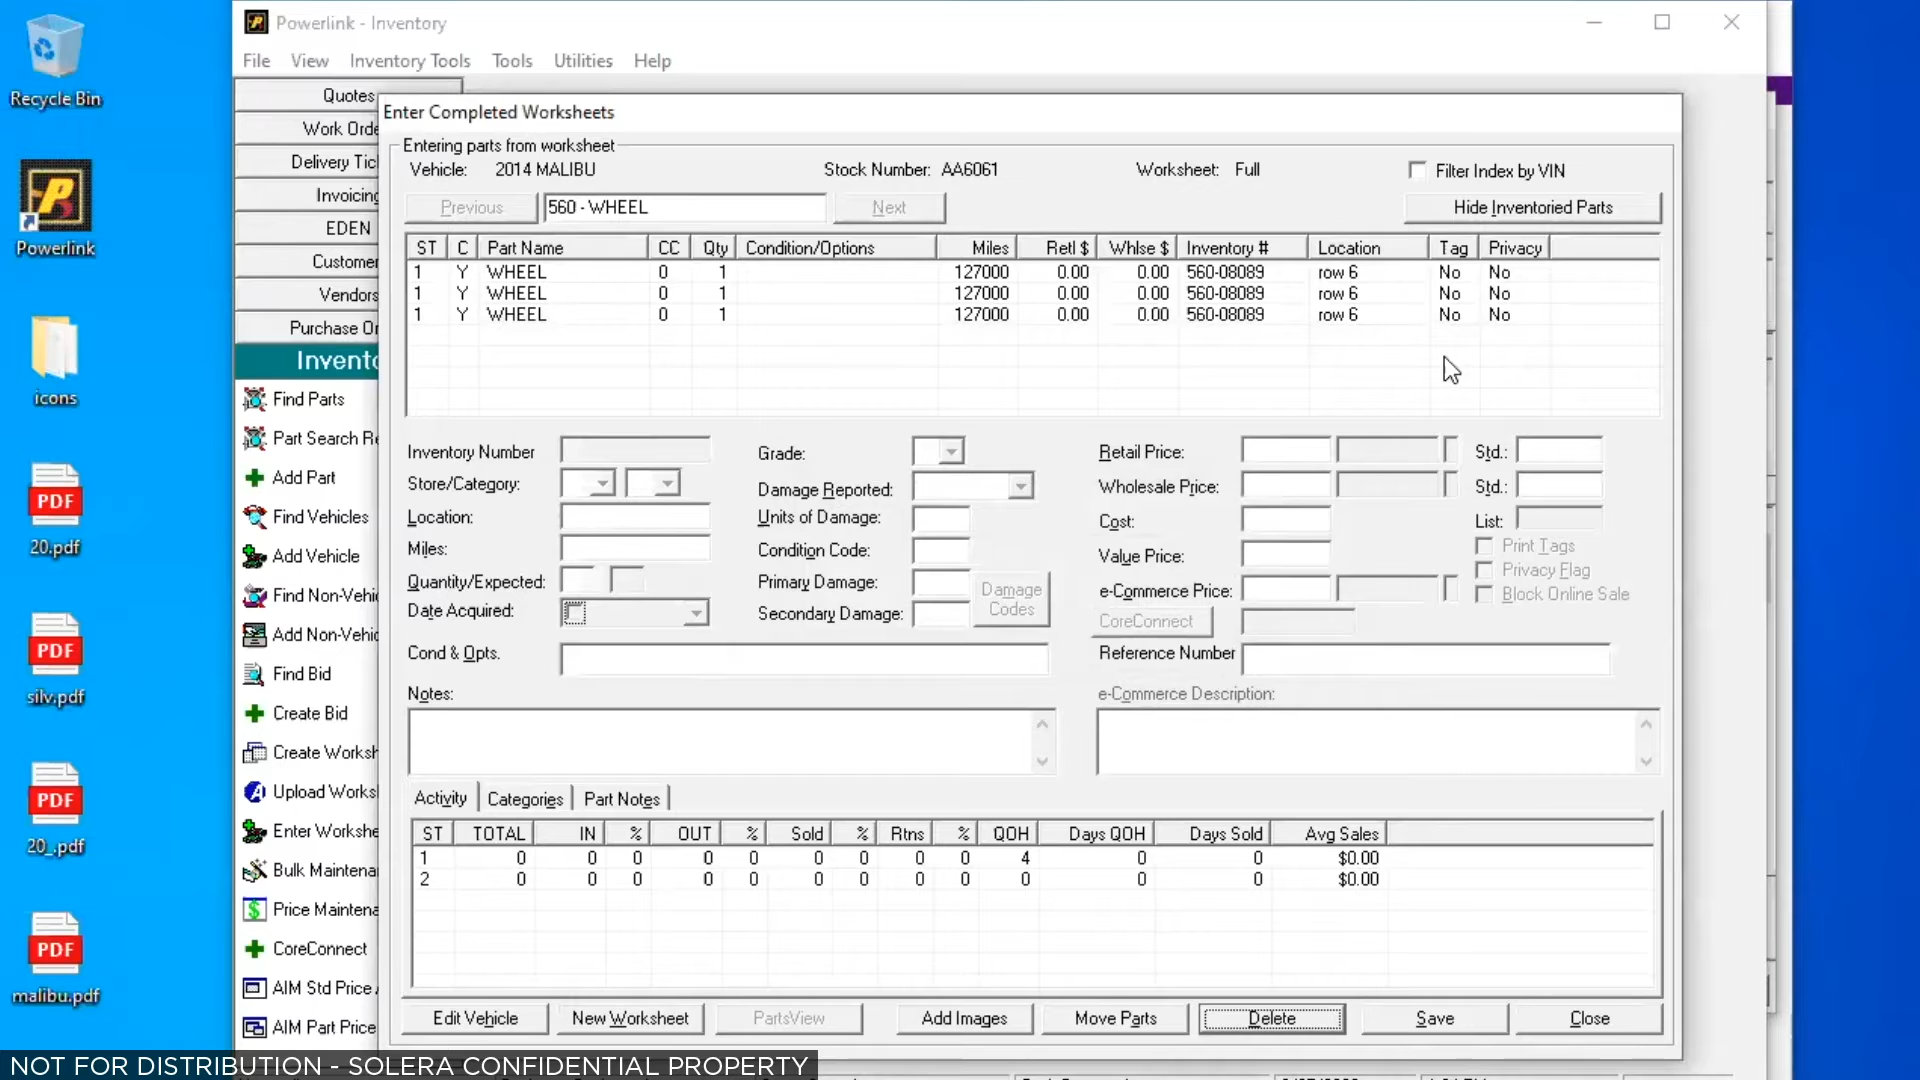 Powerlink - Inventory
File View Inventory Tools Tools Utilities Help
Recycle Bin
Powerlink
icons
20.pdf
silv.pdf
20_.pdf
malibu.pdf
Quotes
Work Orde
Delivery Tic
Invoicing
EDEN
Customer
Vendors
Purchase Or
Invento
Find Parts
Part Search Re
Add Part
Find Vehicles
Add Vehicle
Find Non-Vehic
Add Non-Vehic
Find Bid
Create Bid
Create Worksh
Upload Works
Enter Workshe
Bulk Maintena
Price Maintena
CoreConnect
AIM Std Price
AIM Part Price
Enter Completed Worksheets
Entering parts from worksheet
Vehicle: 2014 MALIBU Stock Number: AA6061 Worksheet: Full Filter Index by VIN
Previous 560 - WHEEL Next Hide Inventoried Parts
ST C Part Name CC Qty Condition/Options Miles Retl $ Whlse $ Inventory # Location Tag Privacy
1 Y WHEEL 0 1 127000 0.00 0.00 560-08089 row 6 No No
1 Y WHEEL 0 1 127000 0.00 0.00 560-08089 row 6 No No
1 Y WHEEL 0 1 127000 0.00 0.00 560-08089 row 6 No No
Inventory Number Grade: Retail Price: Std.:
Store/Category: Damage Reported: Wholesale Price: Std.:
Location: Units of Damage: Cost: List:
Miles: Condition Code: Value Price: Print Tags
Privacy Flag
Quantity/Expected: Primary Damage: Damage Codes e-Commerce Price: Block Online Sale
Date Acquired: Secondary Damage: CoreConnect
Cond & Opts. Reference Number
Notes: e-Commerce Description:
Activity Categories Part Notes
ST TOTAL IN % OUT % Sold % Rtns % QOH Days QOH Days Sold Avg Sales
1 0 0 0 0 0 0 0 0 0 4 0 0 $0.00
2 0 0 0 0 0 0 0 0 0 0 0 0 $0.00
Edit Vehicle New Worksheet PartsView Add Images Move Parts Delete Save Close
NOT FOR DISTRIBUTION - SOLERA CONFIDENTIAL PROPERTY